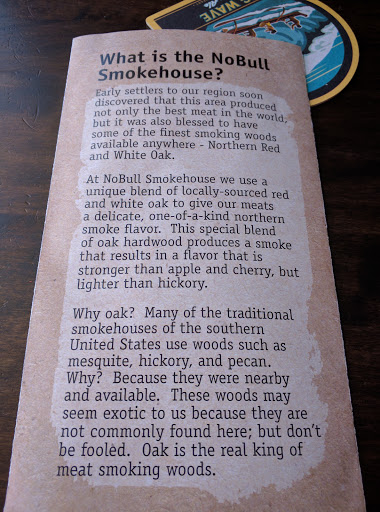 WAVE
What is the NoBull
Smokehouse?
Early settlers to our region soon
discovered that this area produced
not only the best meat in the world;
but it was also blessed to have
some of the finest smoking woods
available anywhere - Northern Red
and White Oak.
At NoBull Smokehouse we use a
unique blend of locally-sourced red
and white oak to give our meats
a delicate, one-of-a-kind northern
smoke flavor. This special blend
of oak hardwood produces a smoke
that results in a flavor that is
stronger than apple and cherry, but
lighter than hickory.
Why oak? Many of the traditional
smokehouses of the southern
United States use woods such as
mesquite, hickory, and pecan.
Why? Because they were nearby
and available. These woods may
seem exotic to us because they are
not commonly found here; but don't
be fooled. Oak is the real king of
meat smoking woods.